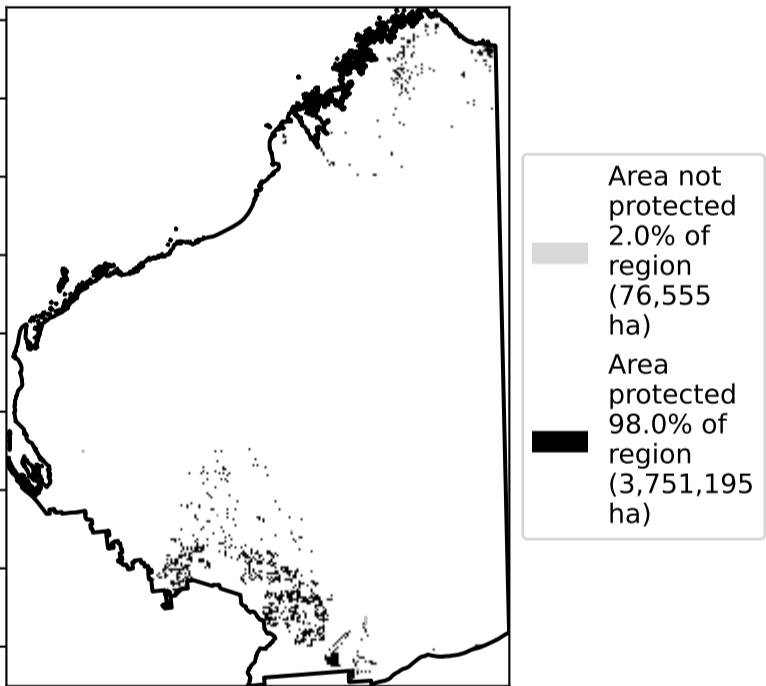 Area not
protected
2.0% of
region
(76,555
ha)
Area
protected
98.0% of
region
(3,751,195
ha)